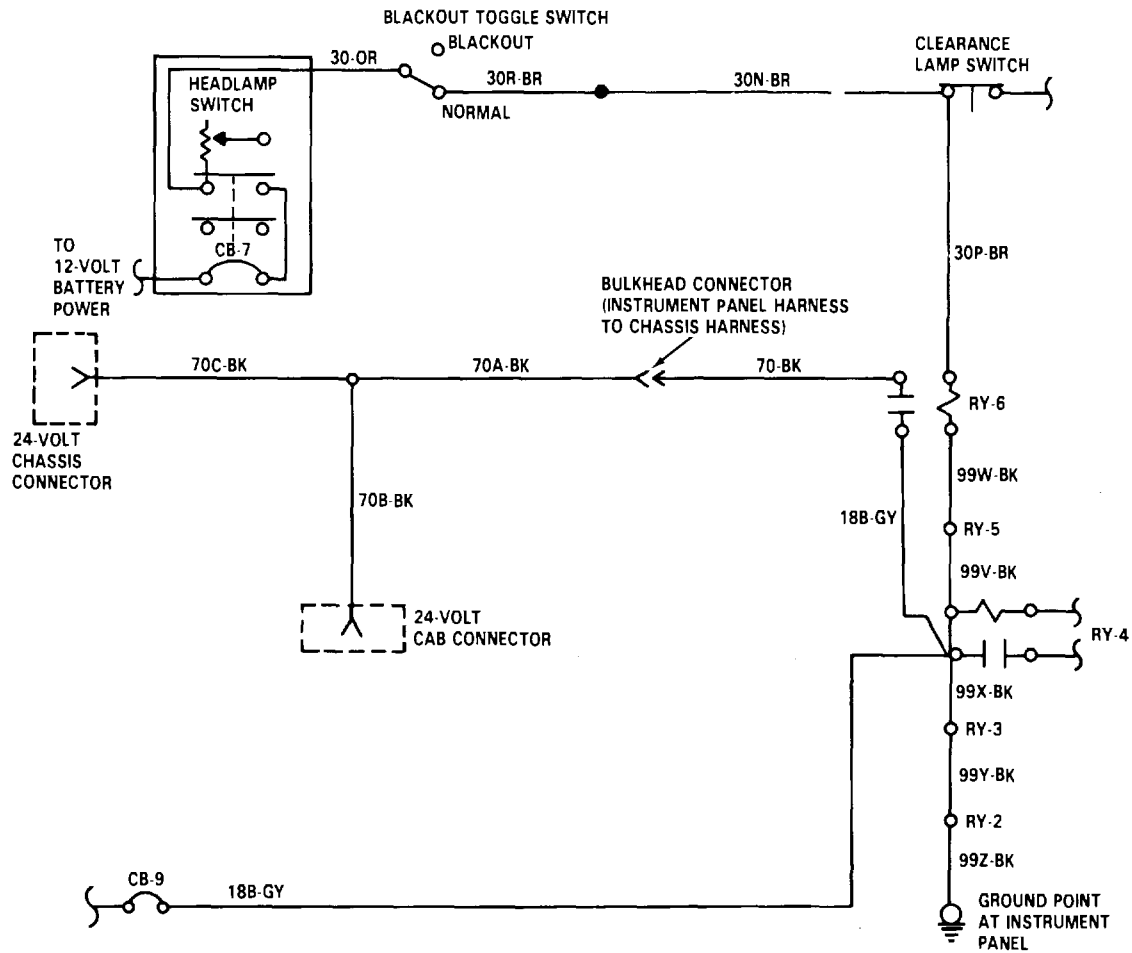 BLACKOUT TOGGLE SWITCH
BLACKOUT
30-OR
30R-BR
30N-BR
CLEARANCE
LAMP SWITCH
HEADLAMP
SWITCH
NORMAL
CB-7
TO
12-VOLT
BATTERY
POWER
30P-BR
BULKHEAD CONNECTOR
(INSTRUMENT PANEL HARNESS
TO CHASSIS HARNESS)
70C-BK
70A-BK
70-BK
RY-6
24-VOLT
CHASSIS
CONNECTOR
99W-BK
70B-BK
18B-GY
RY-5
99V-BK
24-VOLT
CAB CONNECTOR
RY-4
99X-BK
RY-3
99Y-BK
RY-2
99Z-BK
CB-9
18B-GY
GROUND POINT
AT INSTRUMENT
PANEL